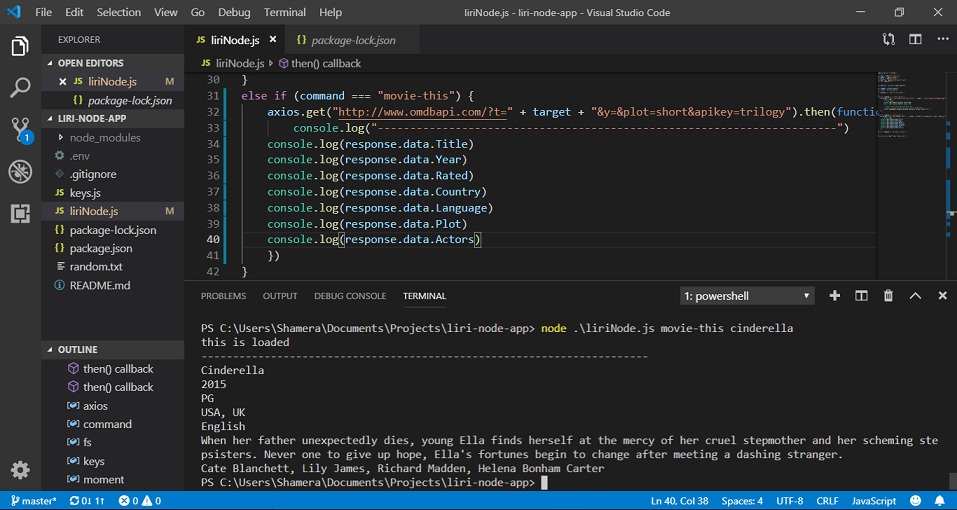 File Edit Selection View Go Debug Terminal Help
liriNode.js - liri-node-app - Visual Studio Code
EXPLORER
OPEN EDITORS
JS liriNode.js M
{ } package-lock.json
LIRI-NODE-APP
node_modules
.env
.gitignore
JS keys.js
JS liriNode.js M
{ } package-lock.json
{ } package.json
random.txt
README.md
OUTLINE
then() callback
then() callback
axios
command
fs
keys
moment
1
JS liriNode.js × { } package-lock.json
JS liriNode.js › then() callback
30 }
31 else if (command === "movie-this") {
32 axios.get("http://www.omdbapi.com/?t=" + target + "&y=&plot=short&apikey=trilogy").then(functi
33 console.log("----------------------------------------------------------------------")
34 console.log(response.data.Title)
35 console.log(response.data.Year)
36 console.log(response.data.Rated)
37 console.log(response.data.Country)
38 console.log(response.data.Language)
39 console.log(response.data.Plot)
40 console.log(response.data.Actors)
41 })
42 }
PROBLEMS OUTPUT DEBUG CONSOLE TERMINAL 1: powershell
PS C:\Users\Shamera\Documents\Projects\liri-node-app> node .\liriNode.js movie-this cinderella
this is loaded
----------------------------------------------------------------------
Cinderella
2015
PG
USA, UK
English
When her father unexpectedly dies, young Ella finds herself at the mercy of her cruel stepmother and her scheming ste
psisters. Never one to give up hope, Ella's fortunes begin to change after meeting a dashing stranger.
Cate Blanchett, Lily James, Richard Madden, Helena Bonham Carter
PS C:\Users\Shamera\Documents\Projects\liri-node-app>
master* 0↓ 1↑ 0 0 Ln 40, Col 38 Spaces: 4 UTF-8 CRLF JavaScript